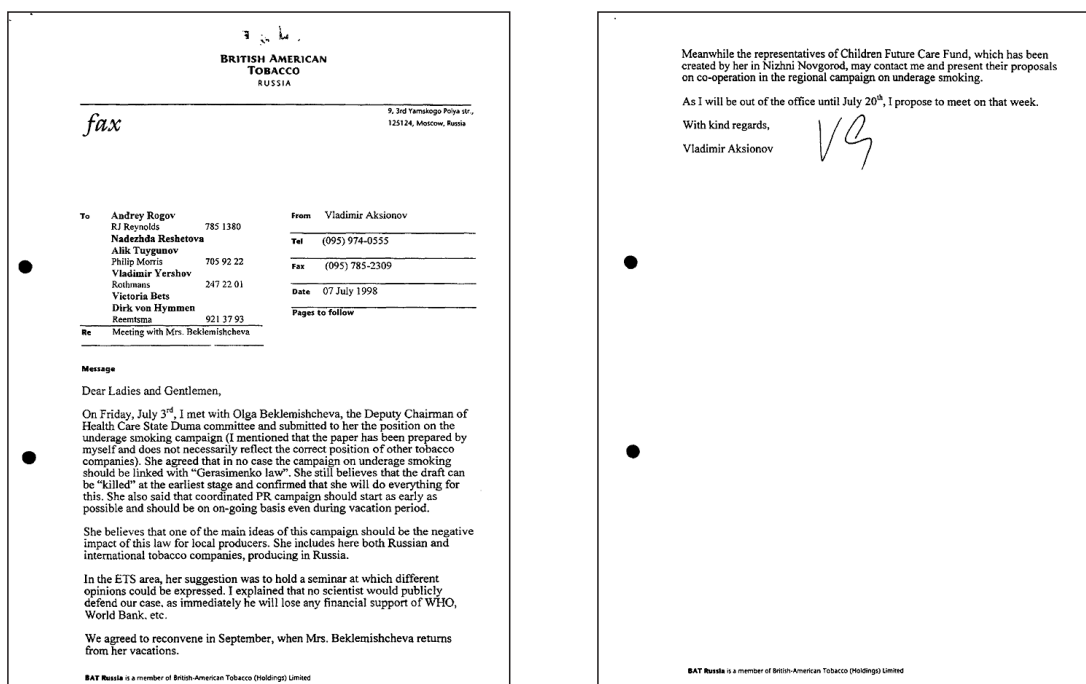 BRITISH AMERICAN
TOBACCO
RUSSIA
fax
9, 3rd Yamskogo Polya str.,
125124, Moscow, Russia
To Andrey Rogov
RJ Reynolds 785 1380
Nadezhda Reshetova
Alik Tuygunov
Philip Morris 705 92 22
Vladimir Yershov
Rothmans 247 22 01
Victoria Bets
Dirk von Hymmen
Reemtsma 921 37 93
Re Meeting with Mrs. Beklemishcheva
From Vladimir Aksionov
Tel (095) 974-0555
Fax (095) 785-2309
Date 07 July 1998
Pages to follow
Message
Dear Ladies and Gentlemen,
On Friday, July 3rd, I met with Olga Beklemishcheva, the Deputy Chairman of
Health Care State Duma committee and submitted to her the position on the
underage smoking campaign (I mentioned that the paper has been prepared by
myself and does not necessarily reflect the correct position of other tobacco
companies). She agreed that in no case the campaign on underage smoking
should be linked with “Gerasimenko law”. She still believes that the draft can
be “killed” at the earliest stage and confirmed that she will do everything for
this. She also said that coordinated PR campaign should start as early as
possible and should be on on-going basis even during vacation period.
She believes that one of the main ideas of this campaign should be the negative
impact of this law for local producers. She includes here both Russian and
international tobacco companies, producing in Russia.
In the ETS area, her suggestion was to hold a seminar at which different
opinions could be expressed. I explained that no scientist would publicly
defend our case, as immediately he will lose any financial support of WHO,
World Bank, etc.
We agreed to reconvene in September, when Mrs. Beklemishcheva returns
from her vacations.
BAT Russia is a member of British-American Tobacco (Holdings) Limited
Meanwhile the representatives of Children Future Care Fund, which has been
created by her in Nizhni Novgorod, may contact me and present their proposals
on co-operation in the regional campaign on underage smoking.
As I will be out of the office until July 20th, I propose to meet on that week.
With kind regards,
Vladimir Aksionov
BAT Russia is a member of British-American Tobacco (Holdings) Limited